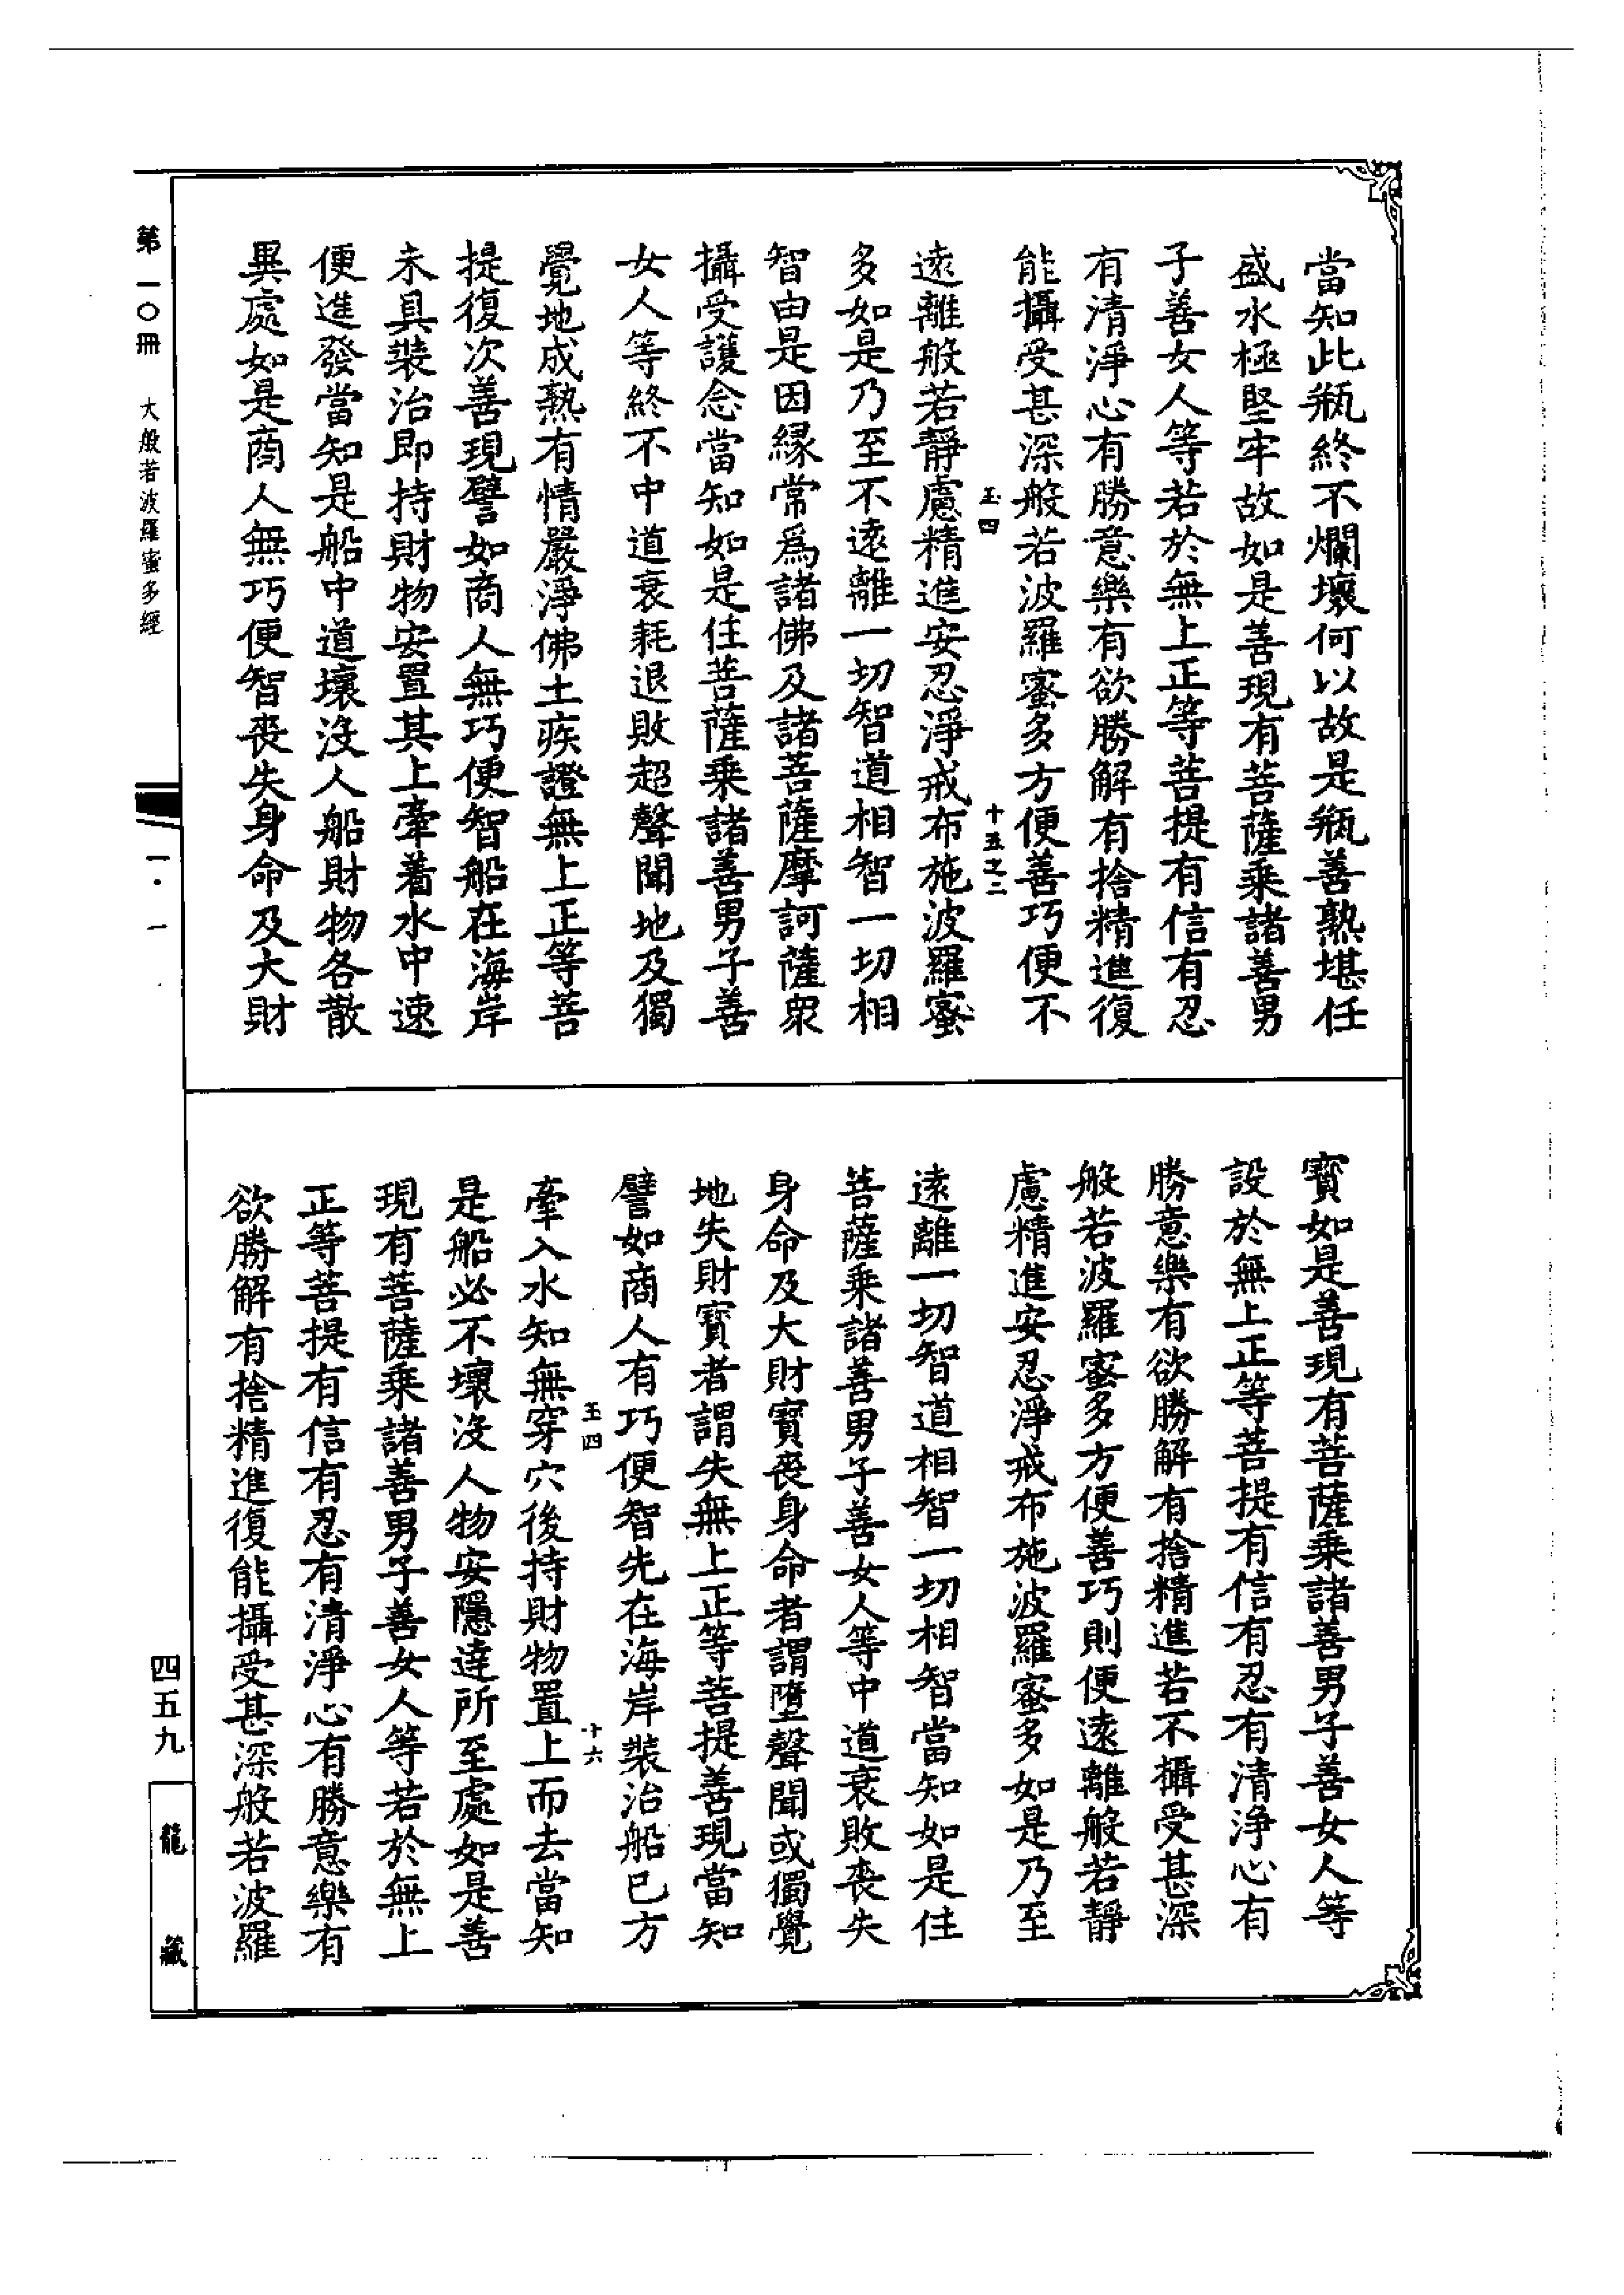 當知此瓶終不爛壞何以故是瓶善熟堪任
盛水極堅牢故如是善現有菩薩乘諸善男
子善女人等若於無上正等菩提有信有忍
有清淨心有勝意樂有欲勝解有捨精進復
能攝受甚深般若波羅蜜多方便善巧便不
玉四
十五之二
遠離般若靜慮精進安忍淨戒布施波羅蜜
多如是乃至不遠離一切智道相智一切相
智由是因緣常爲諸佛及諸菩薩摩訶薩眾
攝受護念當知如是住菩薩乘諸善男子善
女人等終不中道衰耗退敗超聲聞地及獨
覺地成熟有情嚴淨佛土疾證無上正等菩
提復次善現譬如商人無巧便智船在海岸
未具裝治即持財物安置其上牽著水中速
便進發當知是船中道壞沒人船財物各散
異處如是商人無巧便智喪失身命及大財
寶如是善現有菩薩乘諸善男子善女人等
設於無上正等菩提有信有忍有清淨心有
勝意樂有欲勝解有捨精進若不攝受甚深
般若波羅蜜多方便善巧則便遠離般若靜
慮精進安忍淨戒布施波羅蜜多如是乃至
遠離一切智道相智一切相智當知如是住
菩薩乘諸善男子善女人等中道衰敗喪失
身命及大財寶喪身命者謂墮聲聞或獨覺
地失財寶者謂失無上正等菩提善現當知
譬如商人有巧便智先在海岸裝治船已方
玉四
十六
牽入水知無穿穴後持財物置上而去當知
是船必不壞沒人物安隱達所至處如是善
現有菩薩乘諸善男子善女人等若於無上
正等菩提有信有忍有清淨心有勝意樂有
欲勝解有捨精進復能攝受甚深般若波羅
第一〇冊 大般若波羅蜜多經
一·一
四五九
龍藏